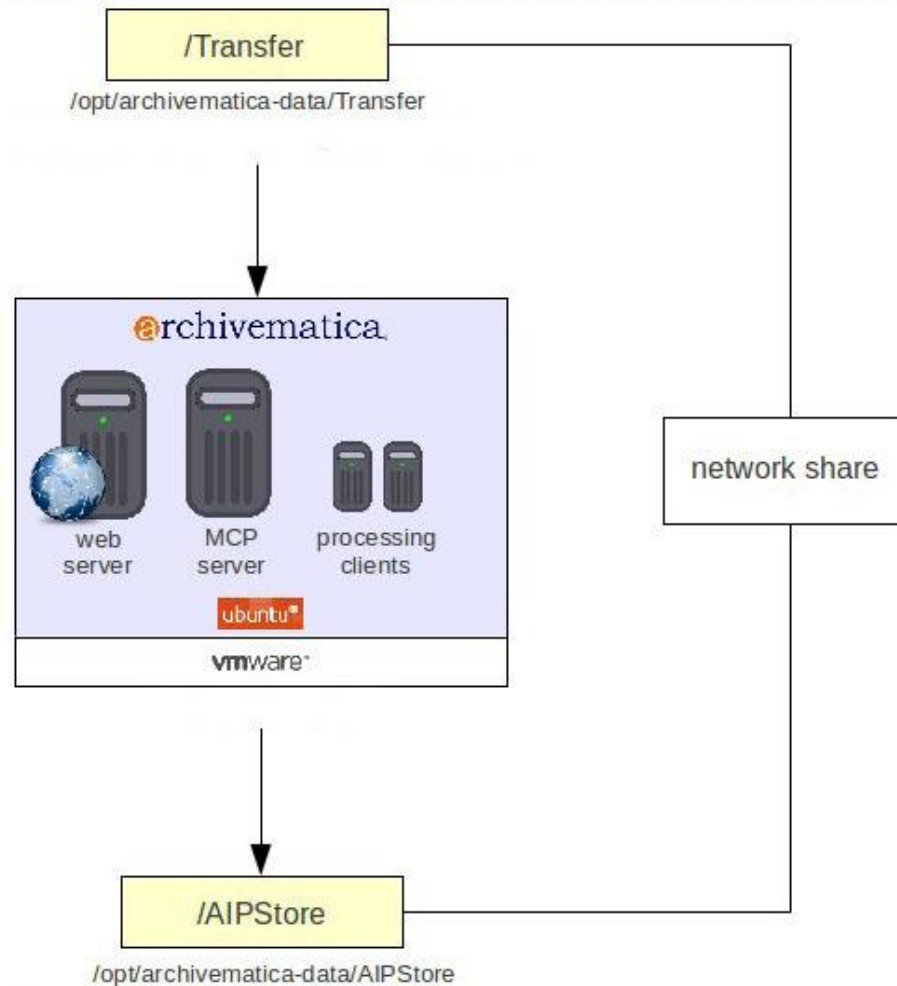 /Transfer
/opt/archivematica-data/Transfer
archivematica
web
server
MCP
server
processing
clients
ubuntu
vmware
network share
/AIPStore
/opt/archivematica-data/AIPStore